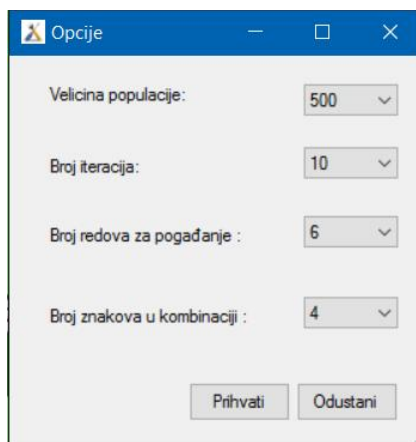 Opcije
Velicina populacije: 500
Broj iteracija: 10
Broj redova za pogađanje : 6
Broj znakova u kombinaciji : 4
Prihvati Odustani